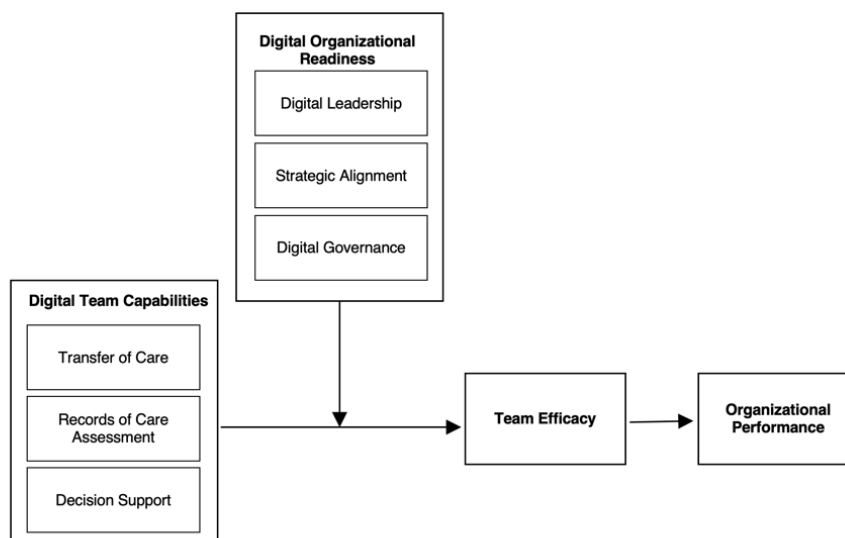 Digital Organizational
Readiness
Digital Leadership
Strategic Alignment
Digital Governance
Digital Team Capabilities
Transfer of Care
Records of Care
Assessment
Decision Support
Team Efficacy
Organizational
Performance